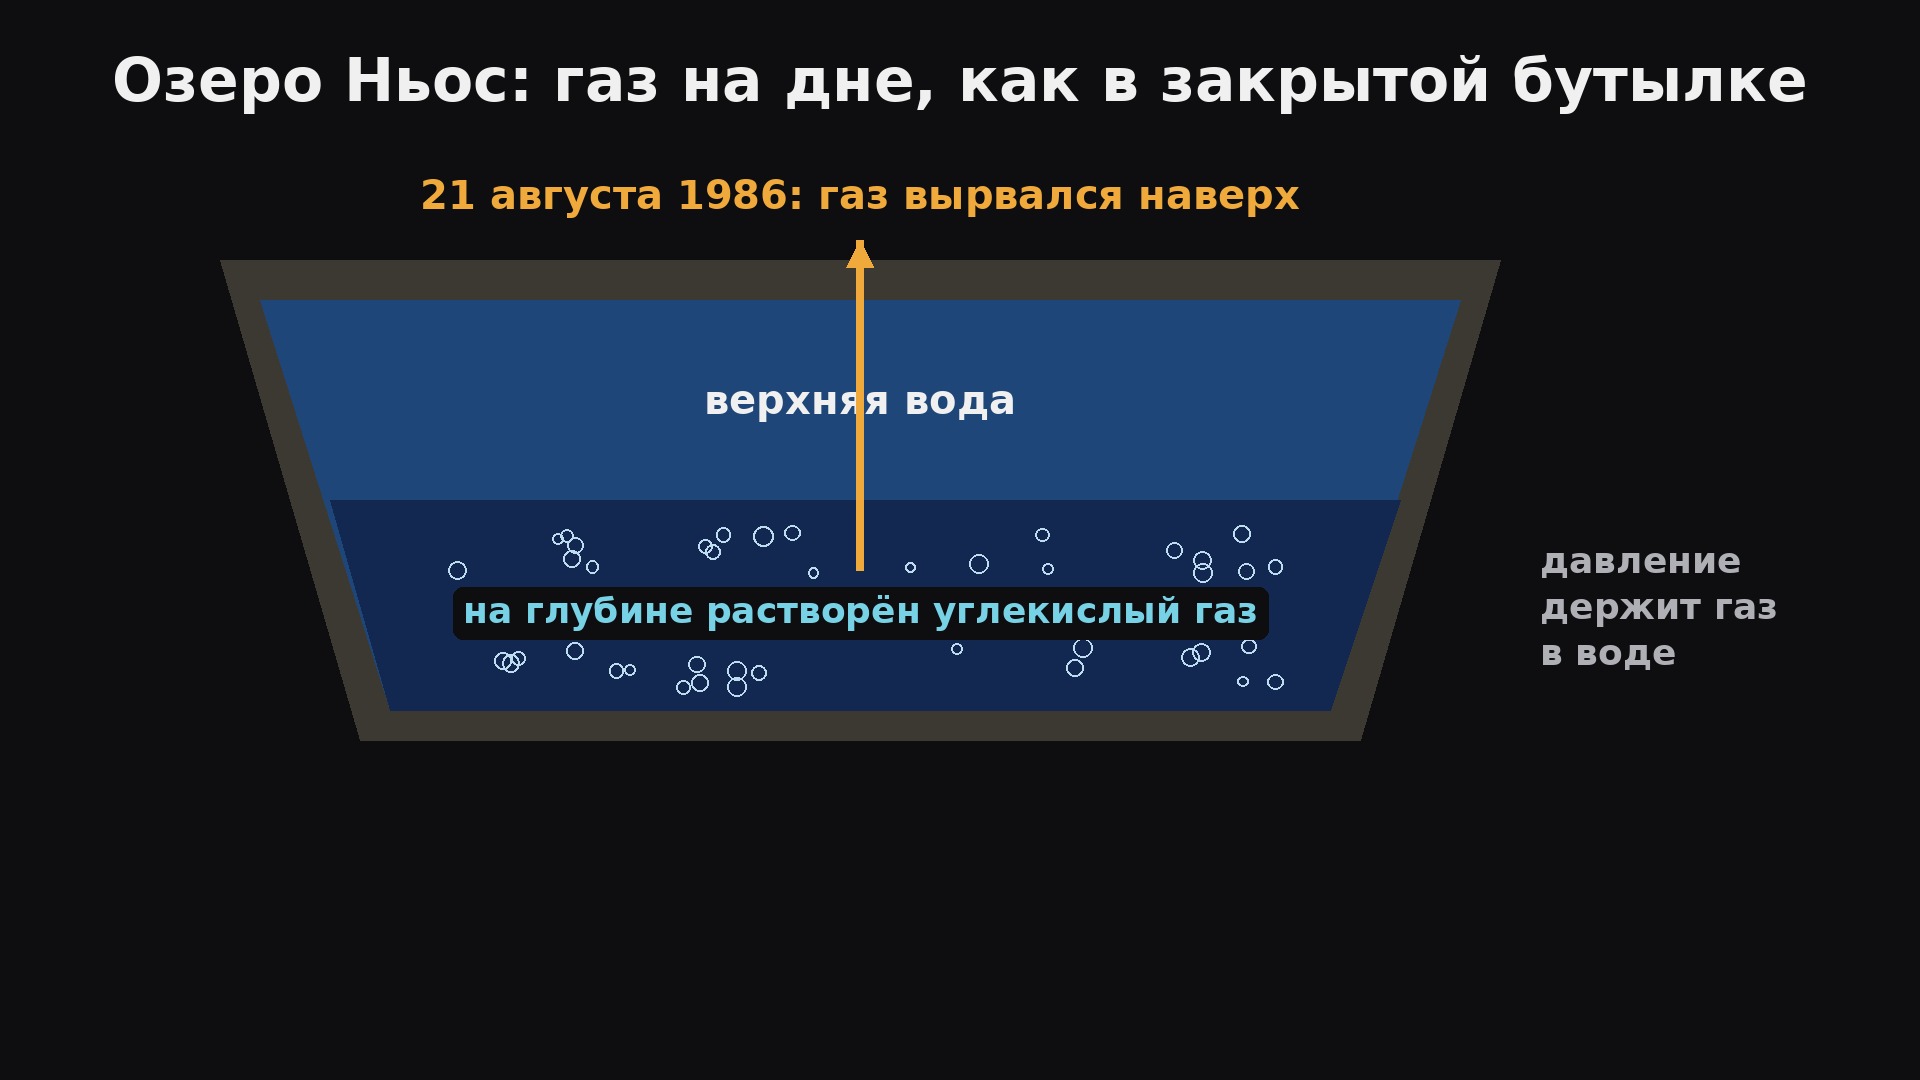 Озеро Ньос: газ на дне, как в закрытой бутылке
21 августа 1986: газ вырвался наверх
верхняя вода
на глубине растворён углекислый газ
давление
держит газ
в воде